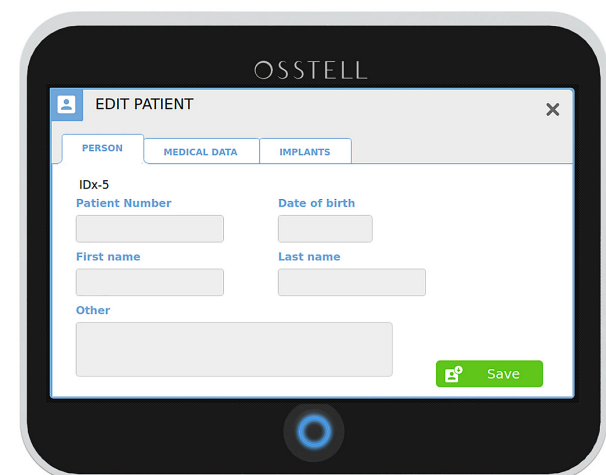 OSSTELL
EDIT PATIENT
PERSON MEDICAL DATA IMPLANTS
IDx-5
Patient Number Date of birth
First name Last name
Other
Save